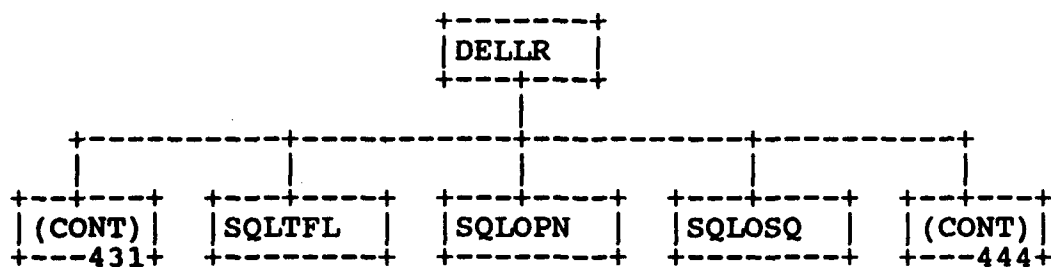 DELLR
(CONT) SQLTFL SQLOPN SQLOSQ (CONT)
431 444